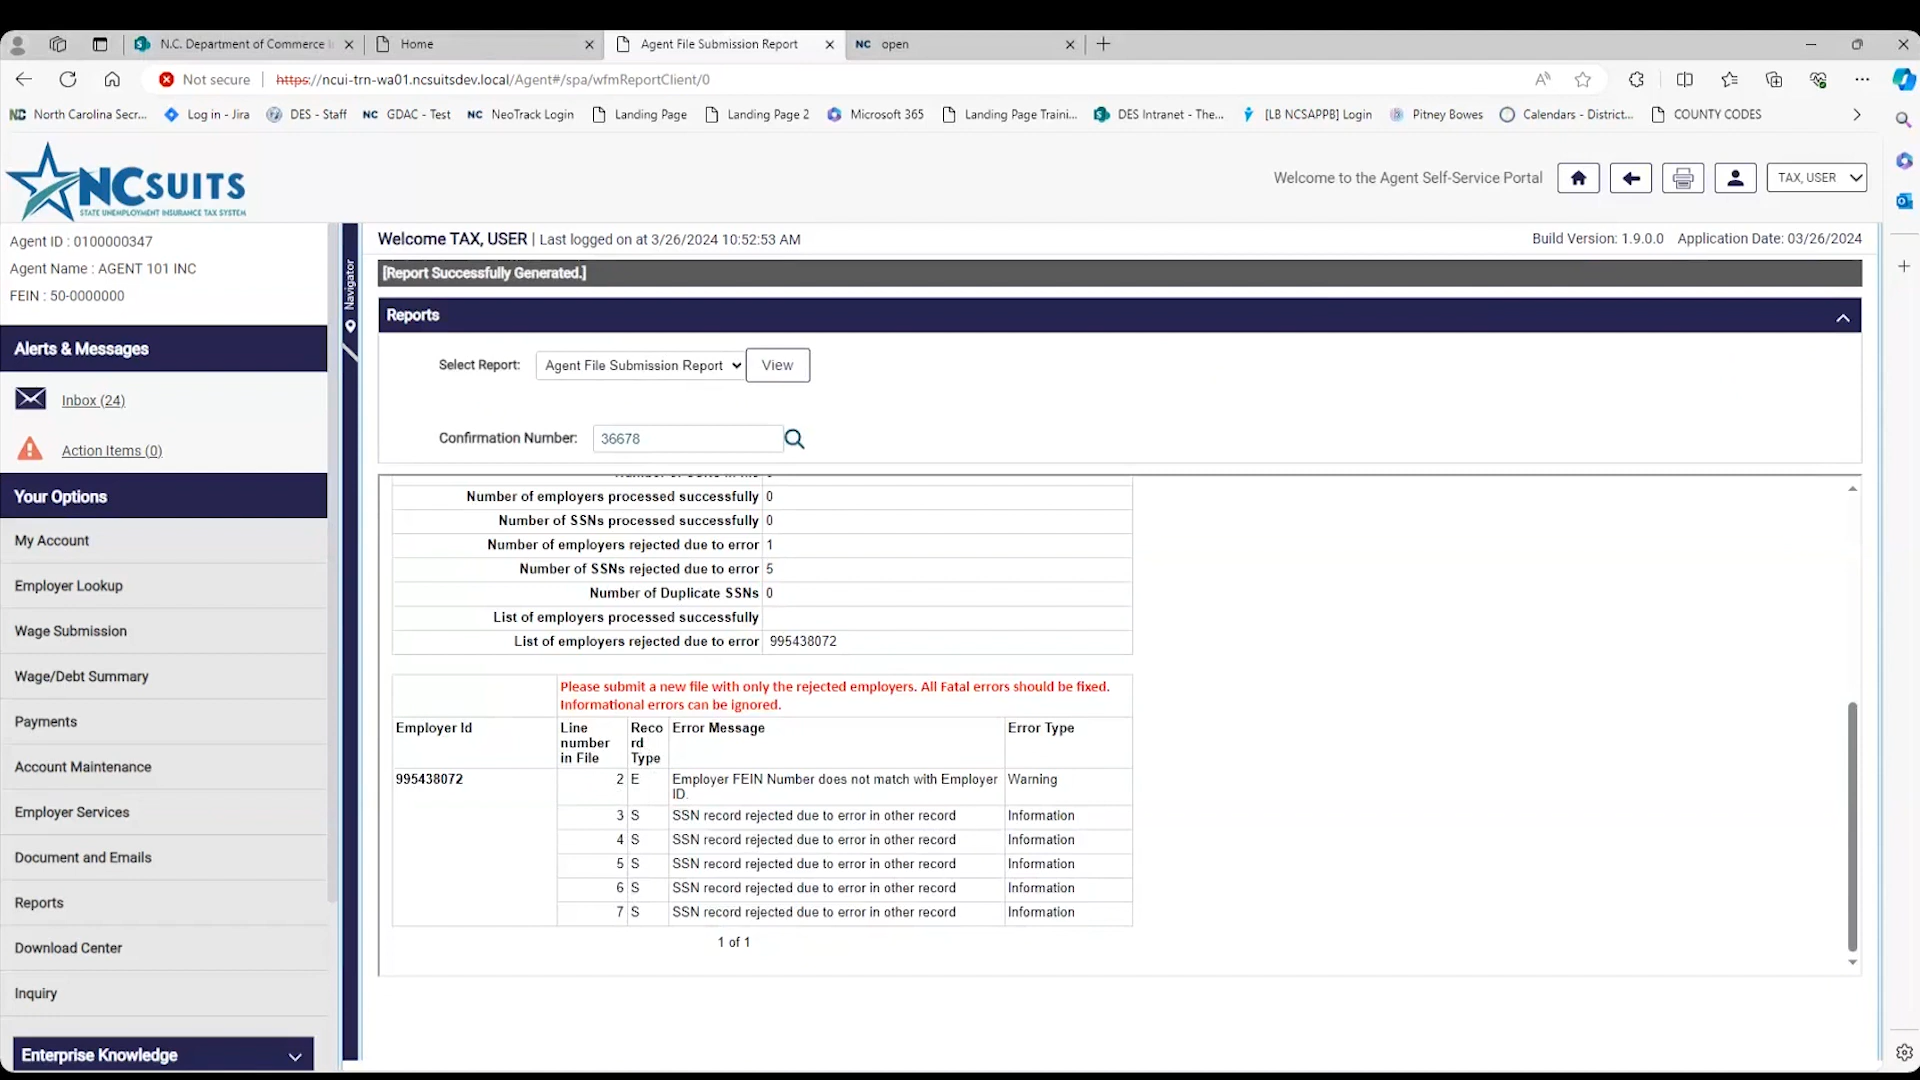 N.C. Department of Commerce
Home
Agent File Submission Report
NC open
Not secure
https://ncui-trn-wa01.ncsuitsdev.local/Agent#/spa/wfmReportClient/0
North Carolina Secr...
Log in - Jira
DES - Staff
NC GDAC - Test
NC NeoTrack Login
Landing Page
Landing Page 2
Microsoft 365
Landing Page Traini...
DES Intranet - The...
[LB NCSAPPB] Login
Pitney Bowes
Calendars - District...
COUNTY CODES
NCSUITS
STATE UNEMPLOYMENT INSURANCE TAX SYSTEM
Welcome to the Agent Self-Service Portal
TAX, USER
Agent ID : 0100000347
Agent Name : AGENT 101 INC
FEIN : 50-0000000
Alerts & Messages
Inbox (24)
Action Items (0)
Your Options
My Account
Employer Lookup
Wage Submission
Wage/Debt Summary
Payments
Account Maintenance
Employer Services
Document and Emails
Reports
Download Center
Inquiry
Enterprise Knowledge
Navigator
Welcome TAX, USER | Last logged on at 3/26/2024 10:52:53 AM
Build Version: 1.9.0.0 Application Date: 03/26/2024
[Report Successfully Generated.]
Reports
Select Report: Agent File Submission Report View
Confirmation Number: 36678
Number of employers processed successfully 0
Number of SSNs processed successfully 0
Number of employers rejected due to error 1
Number of SSNs rejected due to error 5
Number of Duplicate SSNs 0
List of employers processed successfully
List of employers rejected due to error 995438072
Please submit a new file with only the rejected employers. All Fatal errors should be fixed.
Informational errors can be ignored.
Employer Id
Line
number
in File
Reco
rd
Type
Error Message
Error Type
995438072 2 E Employer FEIN Number does not match with Employer Warning
ID.
3 S SSN record rejected due to error in other record Information
4 S SSN record rejected due to error in other record Information
5 S SSN record rejected due to error in other record Information
6 S SSN record rejected due to error in other record Information
7 S SSN record rejected due to error in other record Information
1 of 1